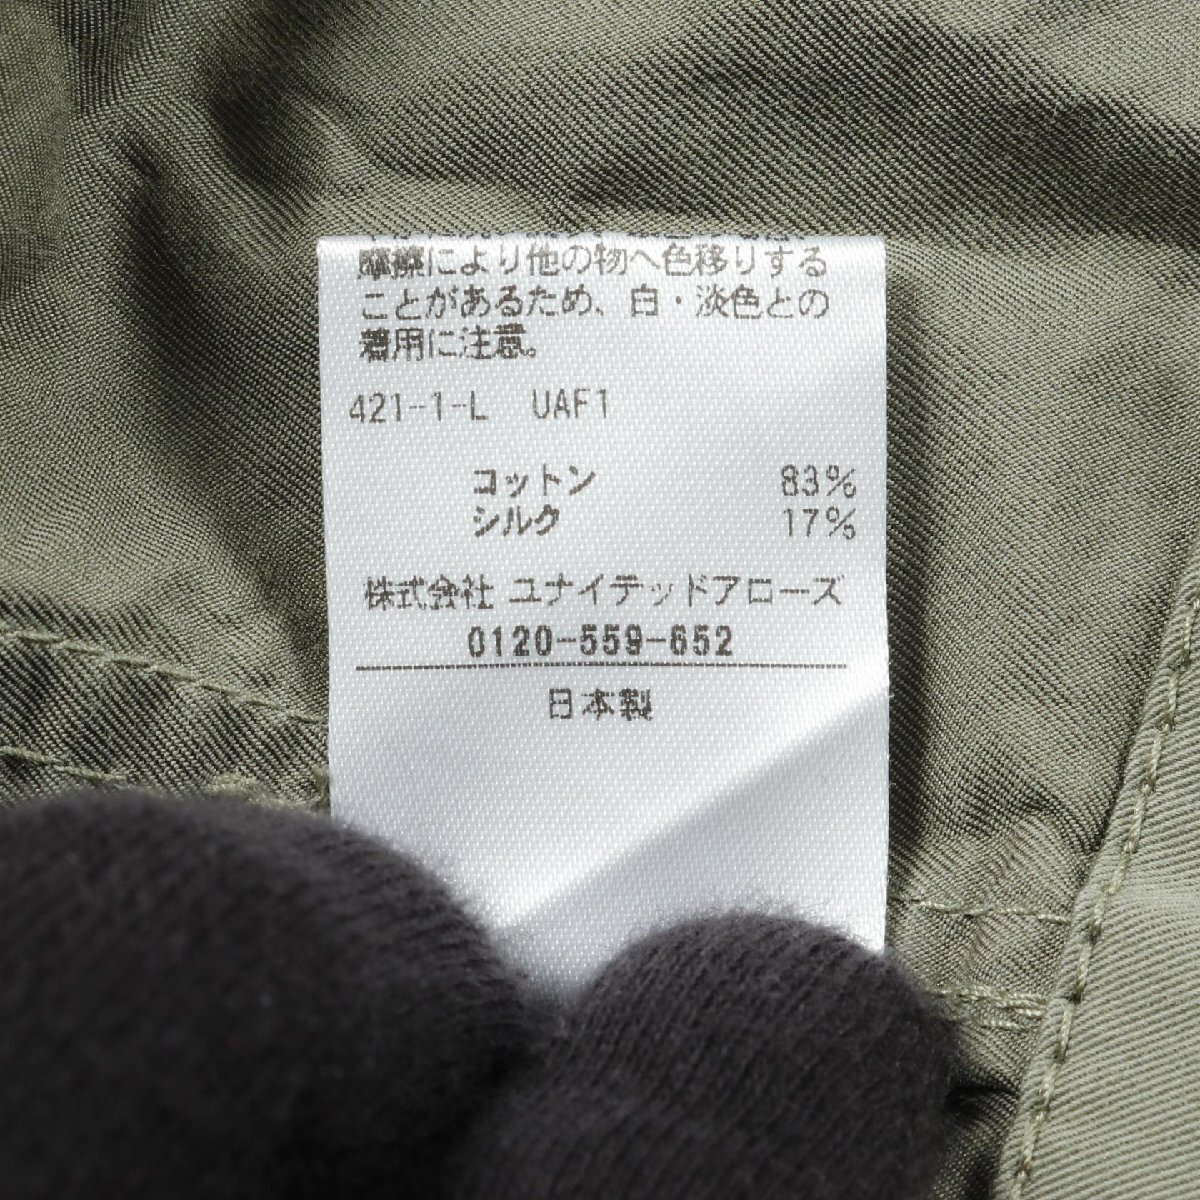 摩擦により他の物へ色移りする
ことがあるため、白・淡色との
着用に注意。
421-1-L UAF1
コットン 83%
シルク 17%
株式会社 ユナイテッドアローズ
0120-559-652
日本製